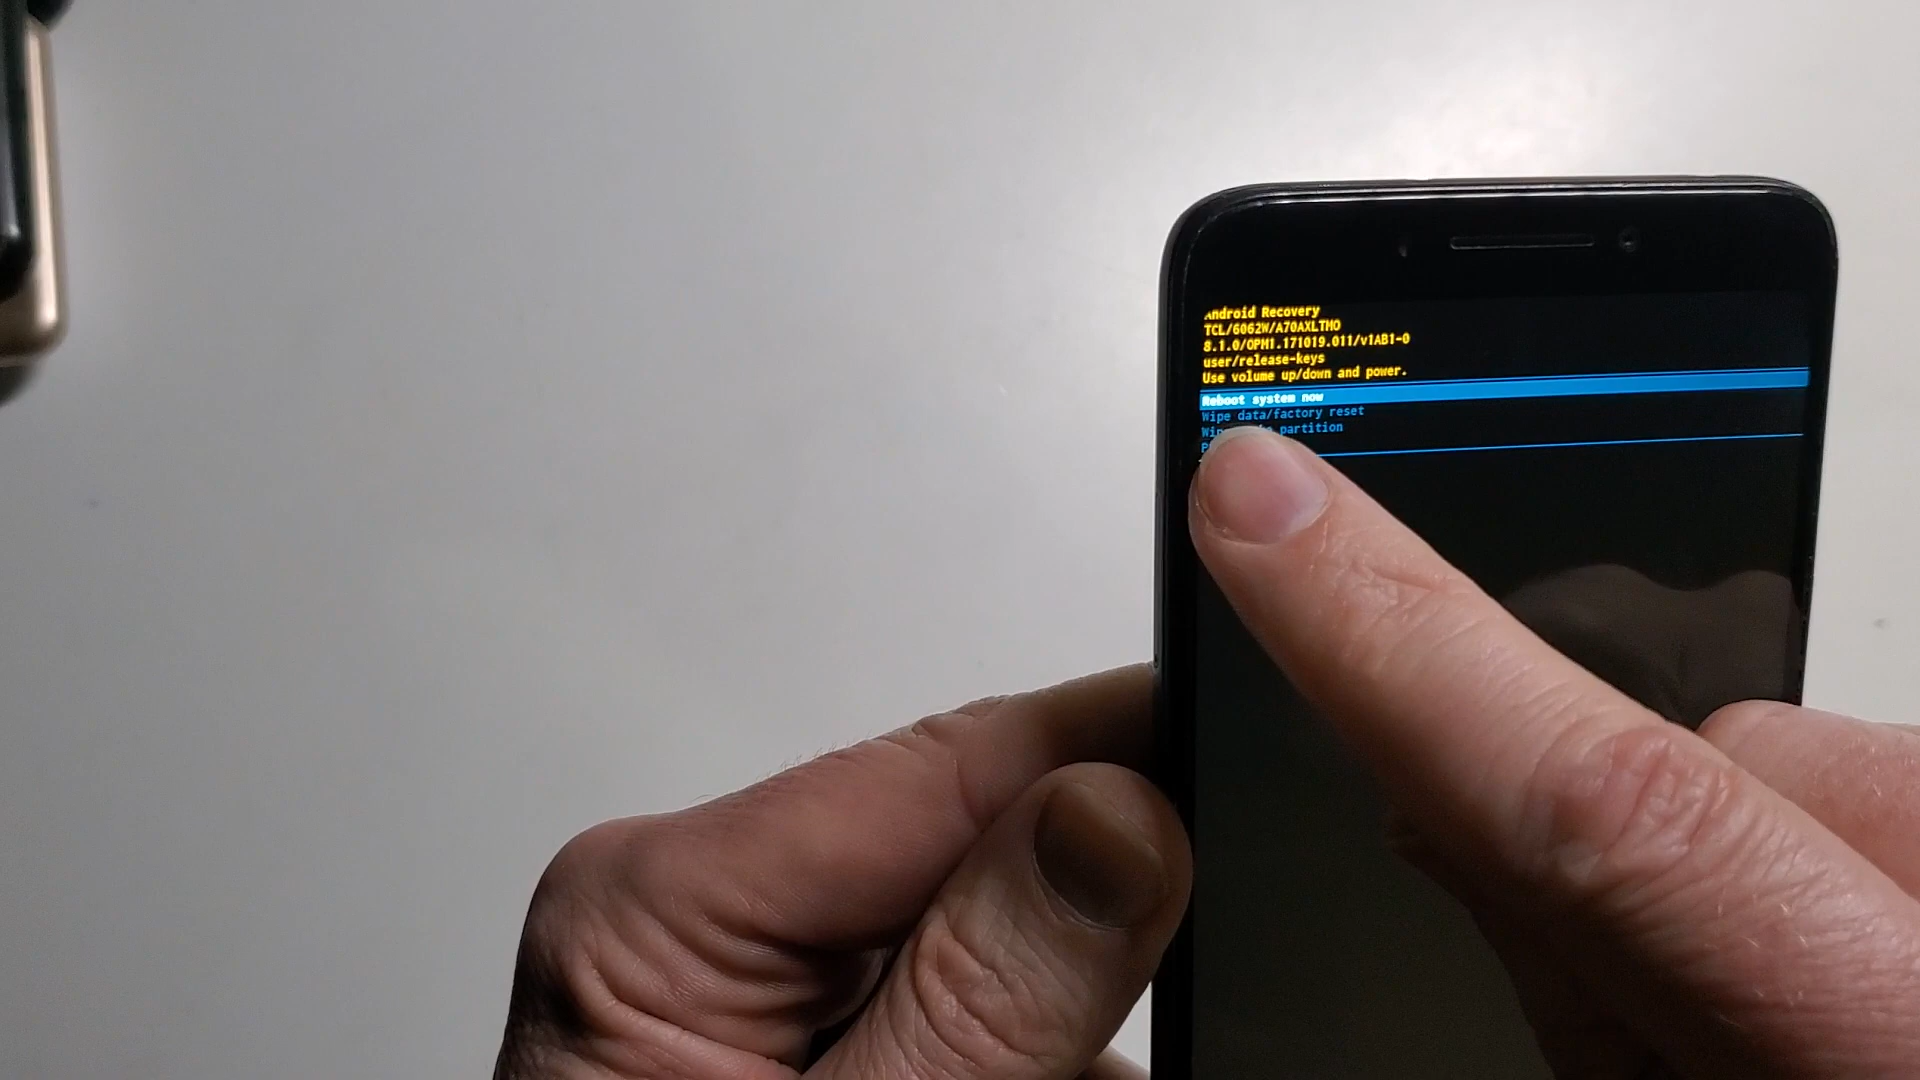 Android Recovery
TCL/6062W/A70AXLTMO
8.1.0/OPM1.171019.011/v1AB1-0
user/release-keys
Use volume up/down and power.
Reboot system now
Wipe data/factory reset
partition